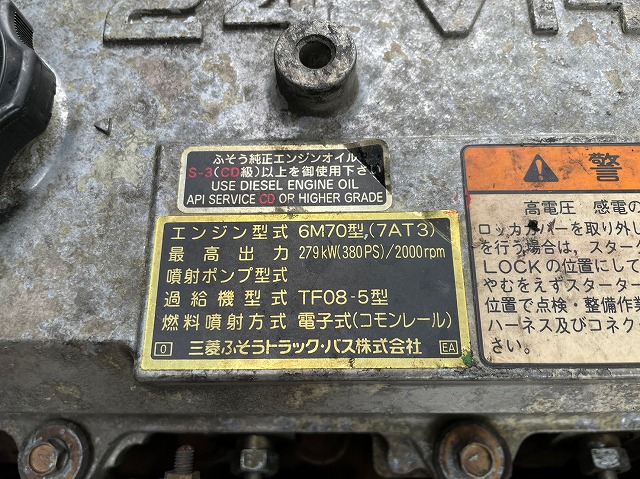 ふそう純正エンジンオイル
S-3(CD級)以上を御使用下さい
USE DIESEL ENGINE OIL
API SERVICE CD OR HIGHER GRADE
エンジン型式 6M70型,(7AT3)
最高出力 279kW(380PS)/2000rpm
噴射ポンプ型式
過給機型式 TF08-5型
燃料噴射方式 電子式(コモンレール)
0 三菱ふそうトラック・バス株式会社 EA
警
高電圧 感電の
ロッカカバーを取り外し
を行う場合は、スター
LOCKの位置にして
やむをえずスターター
位置で点検・整備作業
ハーネス及びコネク
さい。